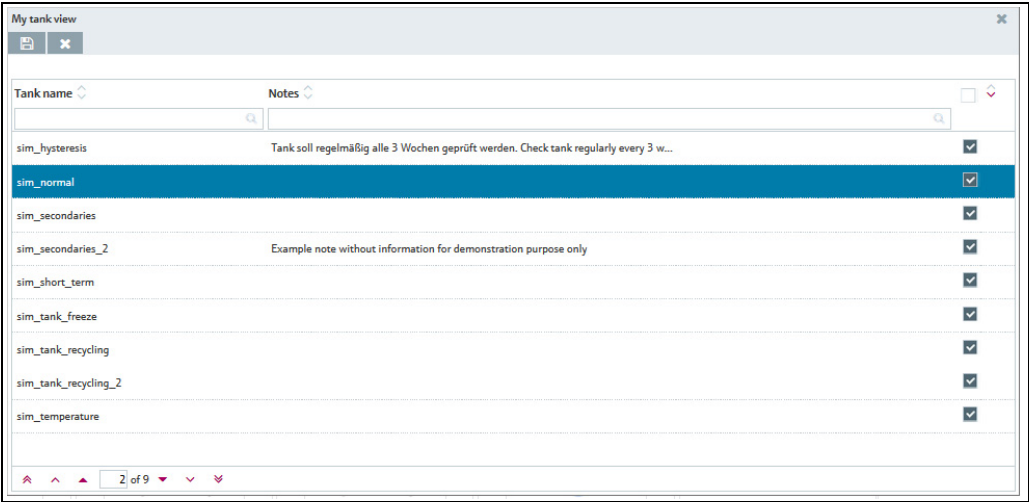 My tank view
Tank name Notes
sim_hysteresis Tank soll regelmäßig alle 3 Wochen geprüft werden. Check tank regularly every 3 w...
sim_normal
sim_secondaries
sim_secondaries_2 Example note without information for demonstration purpose only
sim_short_term
sim_tank_freeze
sim_tank_recycling
sim_tank_recycling_2
sim_temperature
2 of 9